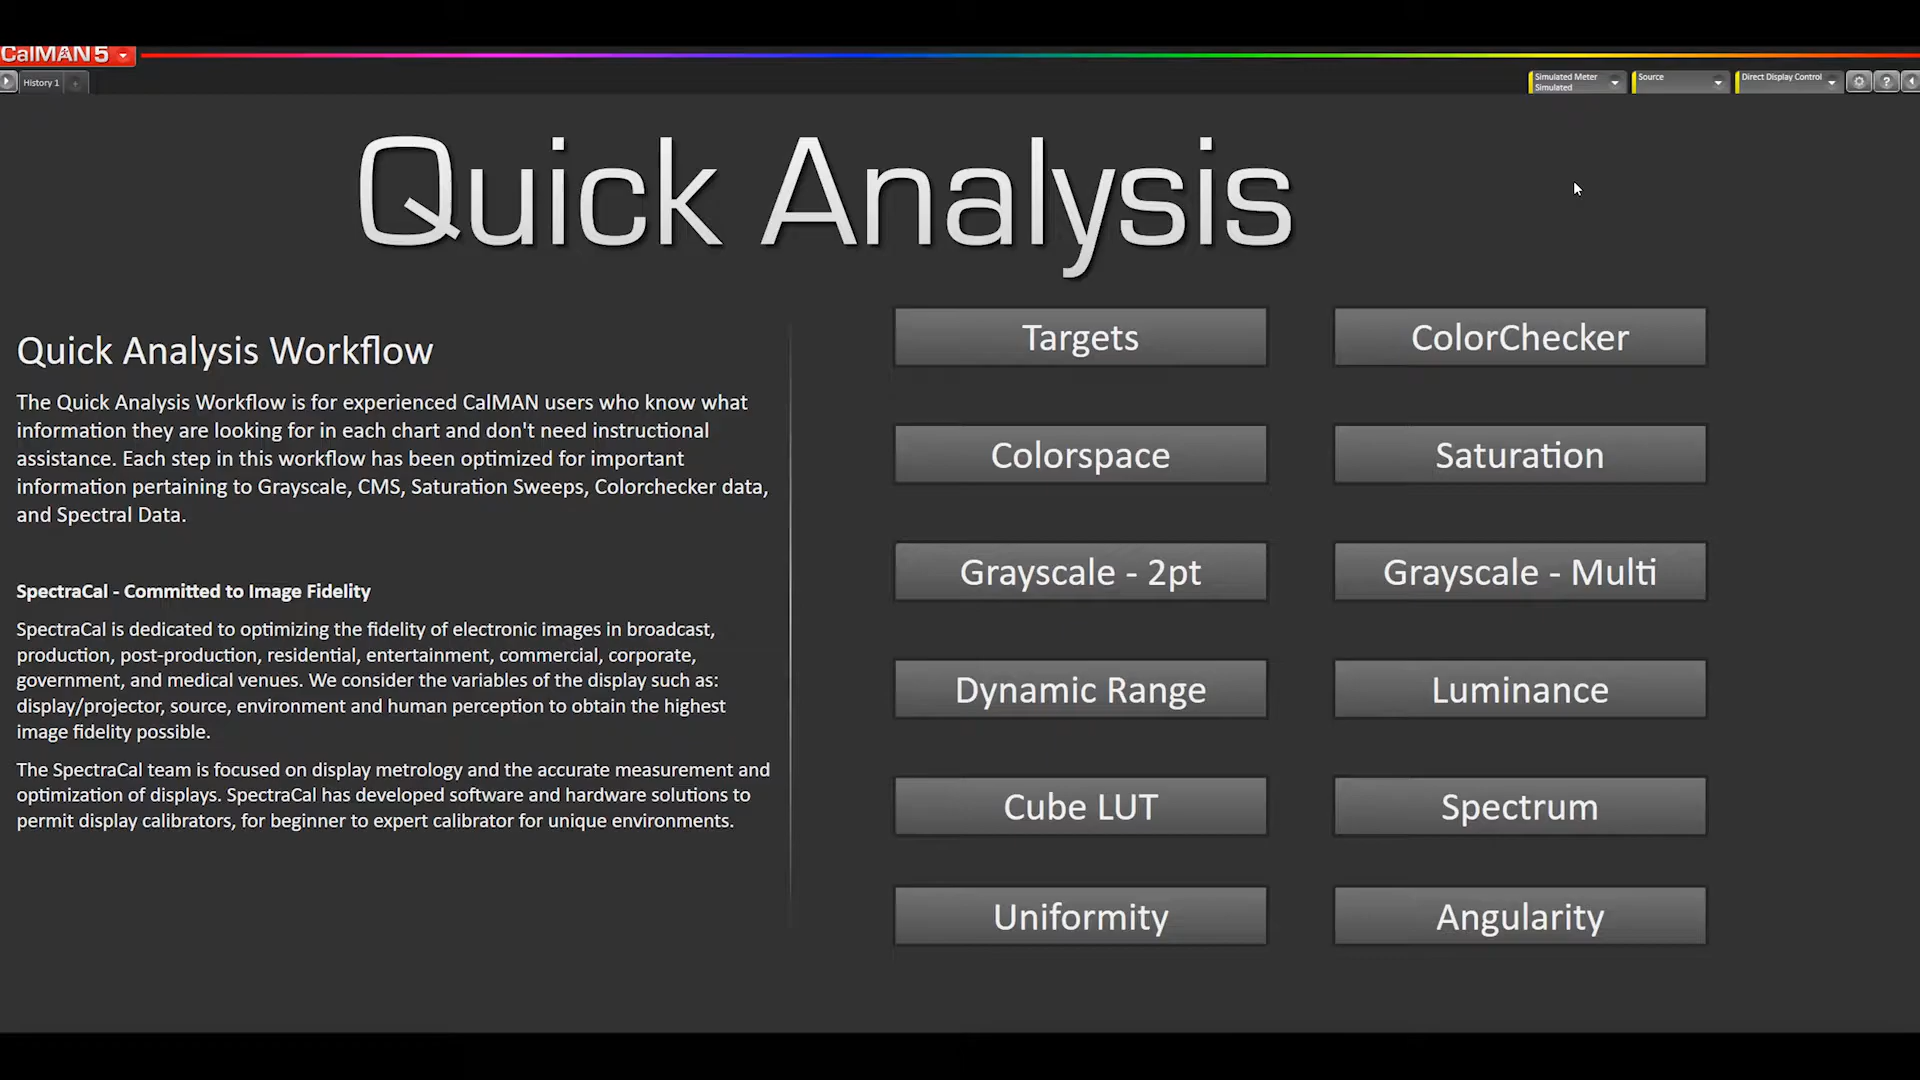 CalMAN 5
History 1
Simulated Meter
Simulated
Source
Direct Display Control
?
Quick Analysis
Quick Analysis Workflow
The Quick Analysis Workflow is for experienced CalMAN users who know what
information they are looking for in each chart and don't need instructional
assistance. Each step in this workflow has been optimized for important
information pertaining to Grayscale, CMS, Saturation Sweeps, Colorchecker data,
and Spectral Data.
SpectraCal - Committed to Image Fidelity
SpectraCal is dedicated to optimizing the fidelity of electronic images in broadcast,
production, post-production, residential, entertainment, commercial, corporate,
government, and medical venues. We consider the variables of the display such as:
display/projector, source, environment and human perception to obtain the highest
image fidelity possible.
The SpectraCal team is focused on display metrology and the accurate measurement and
optimization of displays. SpectraCal has developed software and hardware solutions to
permit display calibrators, for beginner to expert calibrator for unique environments.
Targets
ColorChecker
Colorspace
Saturation
Grayscale - 2pt
Grayscale - Multi
Dynamic Range
Luminance
Cube LUT
Spectrum
Uniformity
Angularity